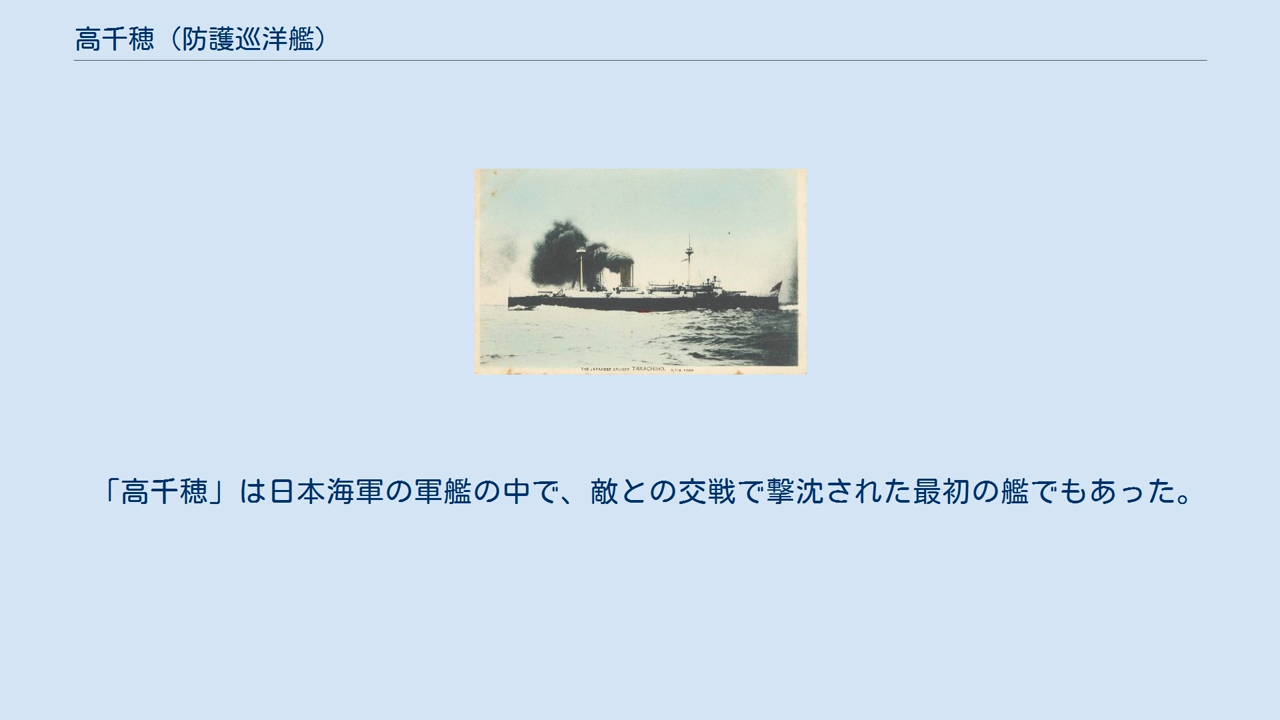 高千穂（防護巡洋艦）
THE JAPANESE CRUISER TAKACHIHO.
「高千穂」は日本海軍の軍艦の中で、敵との交戦で撃沈された最初の艦でもあった。